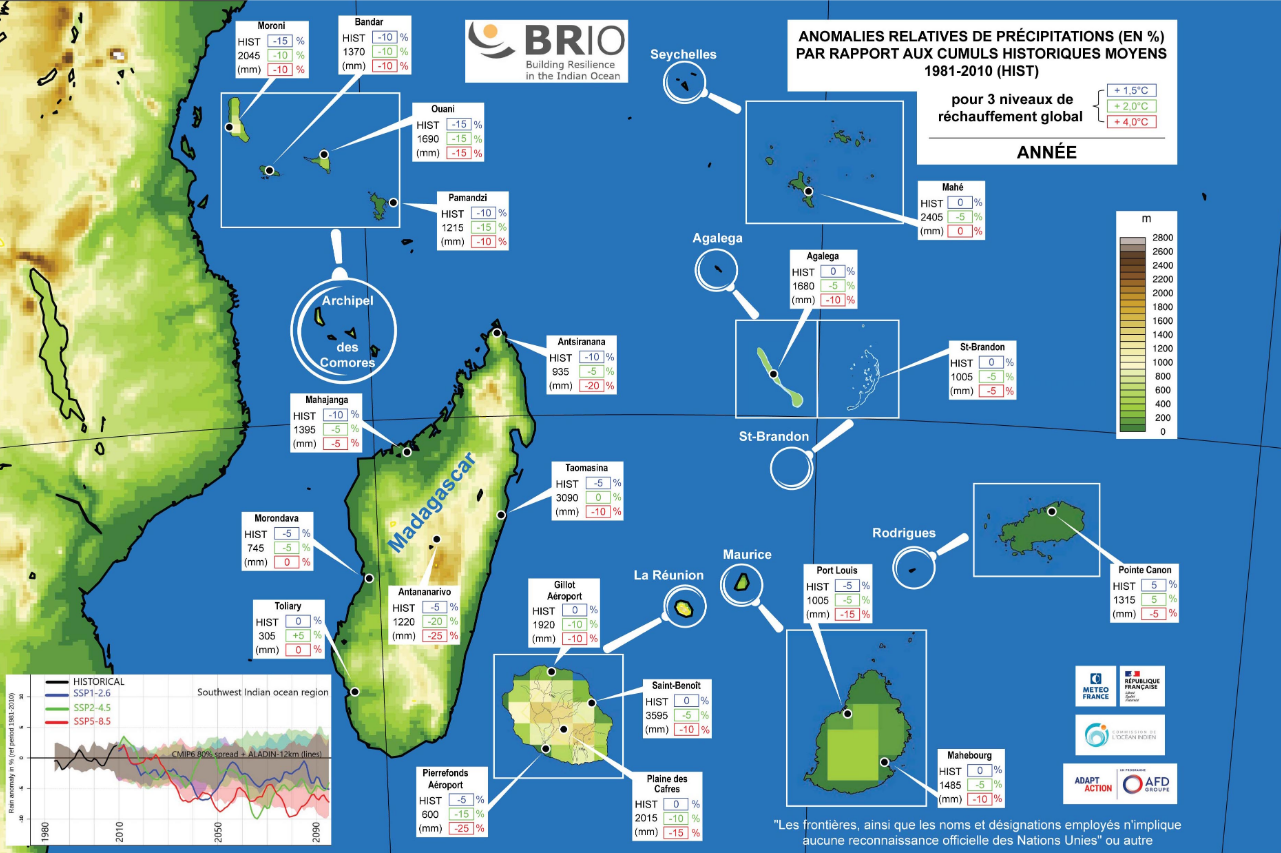 Moroni
HIST -15 %
2045 -10 %
(mm) -10 %
Bandar
HIST -10 %
1370 -10 %
(mm) -10 %
BRIO
Building Resilience
in the Indian Ocean
Seychelles
ANOMALIES RELATIVES DE PRÉCIPITATIONS (EN %)
PAR RAPPORT AUX CUMULS HISTORIQUES MOYENS
1981-2010 (HIST)
pour 3 niveaux de
réchauffement global
+ 1,5°C
+ 2,0°C
+ 4,0°C
ANNÉE
Ouani
HIST -15 %
1690 -15 %
(mm) -15 %
Pamandzi
HIST -10 %
1215 -15 %
(mm) -10 %
Mahé
HIST 0 %
2405 -5 %
(mm) 0 %
Agalega
Agalega
HIST 0 %
1680 -5 %
(mm) -10 %
m
2800
2600
2400
2200
2000
1800
1600
1400
1200
1000
800
600
400
200
0
Archipel
des
Comores
Antsiranana
HIST -10 %
935 -5 %
(mm) -20 %
St-Brandon
HIST 0 %
1005 -5 %
(mm) -5 %
Mahajanga
HIST -10 %
1395 -5 %
(mm) -5 %
St-Brandon
Madagascar
Taomasina
HIST -5 %
3090 0 %
(mm) -10 %
Morondava
HIST -5 %
745 -5 %
(mm) 0 %
Rodrigues
Maurice
La Réunion
Port Louis
HIST -5 %
1005 -5 %
(mm) -15 %
Pointe Canon
HIST 5 %
1315 5 %
(mm) -5 %
Antananarivo
HIST -5 %
1220 -20 %
(mm) -25 %
Gillot
Aéroport
HIST 0 %
1920 -10 %
(mm) -10 %
Toliary
HIST 0 %
305 +5 %
(mm) 0 %
Saint-Benoît
HIST 0 %
3595 -5 %
(mm) -10 %
Pierrefonds
Aéroport
HIST -5 %
600 -15 %
(mm) -25 %
Plaine des
Cafres
HIST 0 %
2015 -10 %
(mm) -15 %
Mahebourg
HIST 0 %
1485 -5 %
(mm) -10 %
HISTORICAL
SSP1-2.6
SSP2-4.5
SSP5-8.5
Southwest Indian ocean region
CMIP6 80% spread + ALADIN-12km (lines)
Rain anomaly in % (ref period 1981-2010)
10
5
0
-5
-10
1980
2010
2050
2090
METEO
FRANCE
RÉPUBLIQUE
FRANÇAISE
COMMISSION DE
L'OCÉAN INDIEN
ADAPT
ACTION
AFD
GROUPE
"Les frontières, ainsi que les noms et désignations employés n'implique
aucune reconnaissance officielle des Nations Unies" ou autre